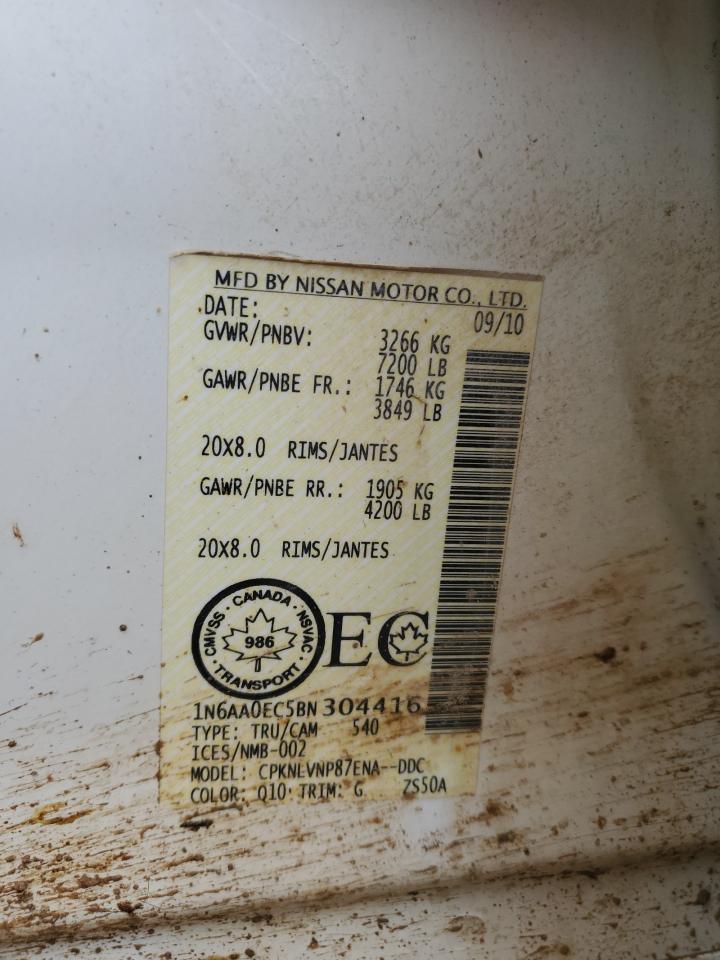 MFD BY NISSAN MOTOR CO., LTD.
DATE: 09/10
GVWR/PNBV: 3266 KG
7200 LB
GAWR/PNBE FR.: 1746 KG
3849 LB
20X8.0 RIMS/JANTES
GAWR/PNBE RR.: 1905 KG
4200 LB
20X8.0 RIMS/JANTES
CMVSS · CANADA · NSVAC
986
· TRANSPORT ·
EC
1N6AA0EC5BN304416
TYPE: TRU/CAM 540
ICES/NMB-002
MODEL: CPKNLVNP87ENA--DDC
COLOR: Q10 TRIM: G ZS50A